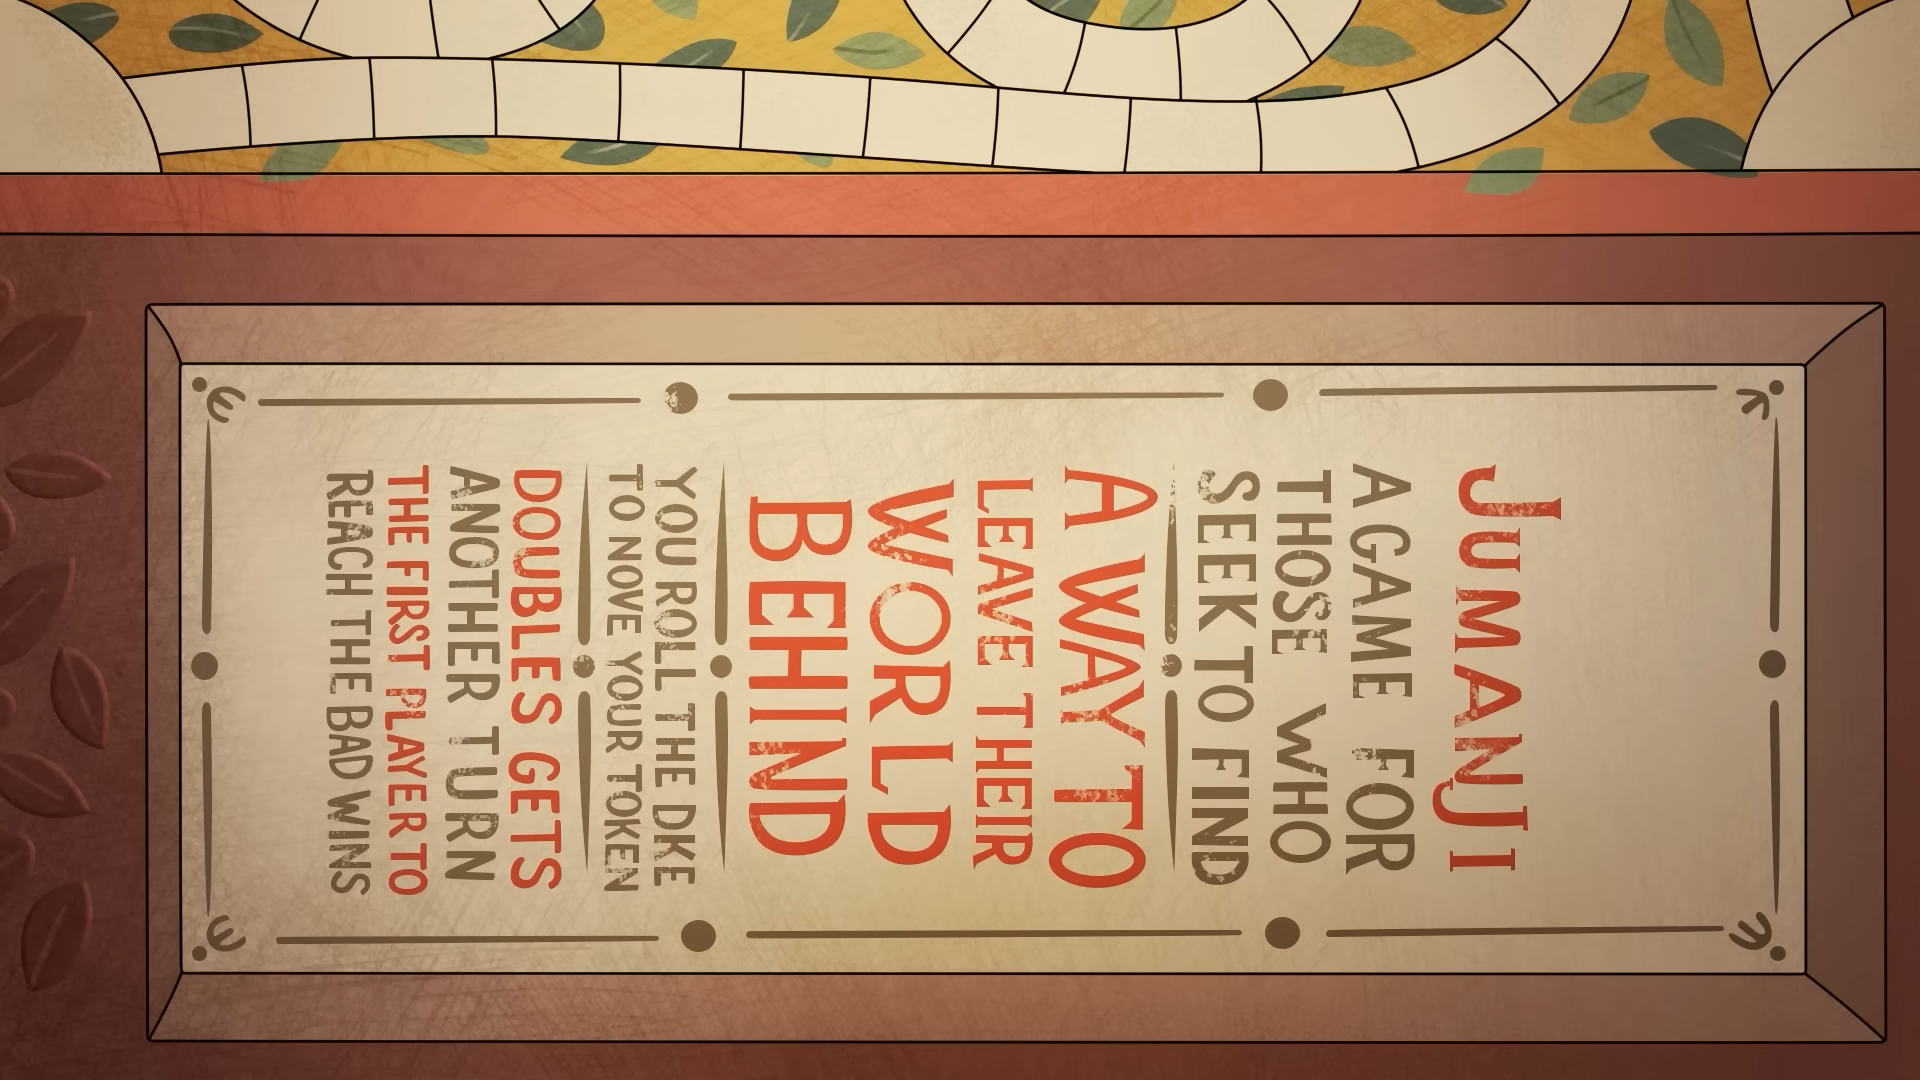 JUMANJI
A GAME FOR
THOSE WHO
SEEK TO FIND
A WAY TO
LEAVE THEIR
WORLD
BEHIND
YOU ROLL THE DKE
TO NOVE YOUR TOKEN
DOUBLES GETS
ANOTHER TURN
THE FIRST PLAYER TO
REACH THE BAD WINS